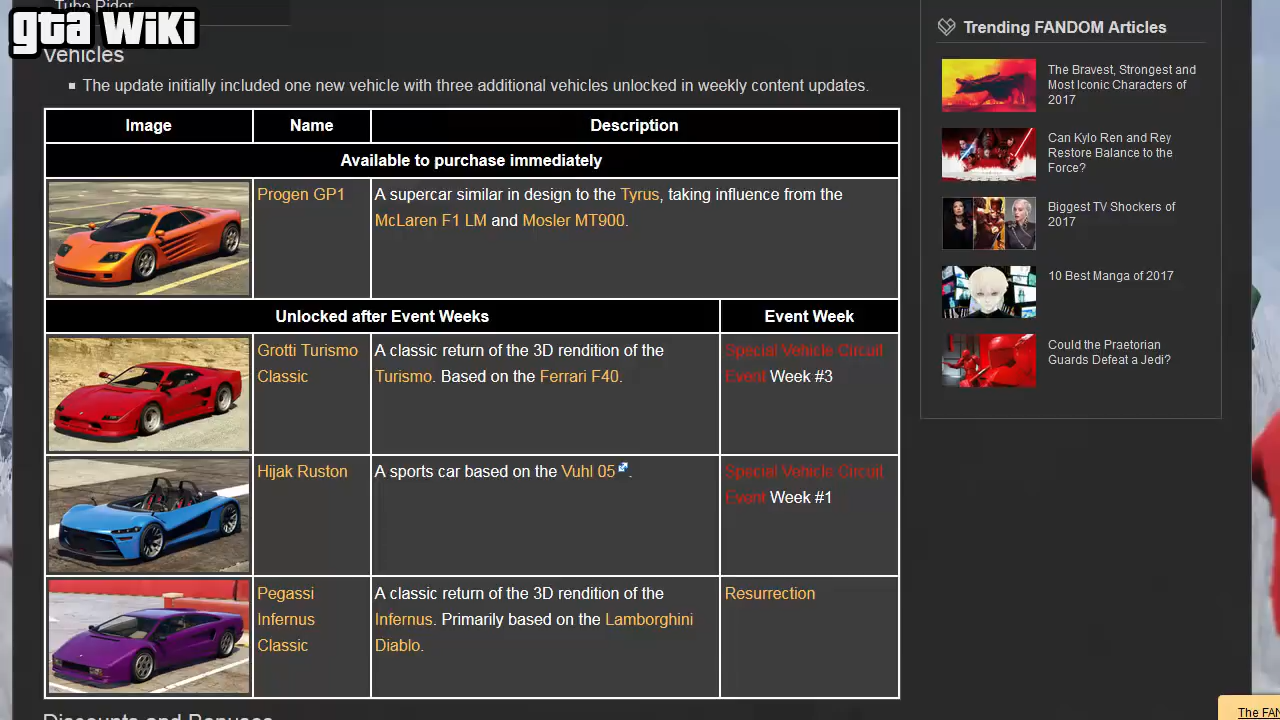 Tube Rider
gta Wiki
Vehicles
The update initially included one new vehicle with three additional vehicles unlocked in weekly content updates.
Image Name Description
Available to purchase immediately
Progen GP1
A supercar similar in design to the Tyrus, taking influence from the
McLaren F1 LM and Mosler MT900.
Unlocked after Event Weeks Event Week
Grotti Turismo
Classic
A classic return of the 3D rendition of the
Turismo. Based on the Ferrari F40.
Special Vehicle Circuit
Event Week #3
Hijak Ruston
A sports car based on the Vuhl 05.
Special Vehicle Circuit
Event Week #1
Pegassi
Infernus
Classic
A classic return of the 3D rendition of the
Infernus. Primarily based on the Lamborghini
Diablo.
Resurrection
Discounts and Bonuses
Trending FANDOM Articles
The Bravest, Strongest and
Most Iconic Characters of
2017
Can Kylo Ren and Rey
Restore Balance to the
Force?
Biggest TV Shockers of
2017
10 Best Manga of 2017
Could the Praetorian
Guards Defeat a Jedi?
The FAN